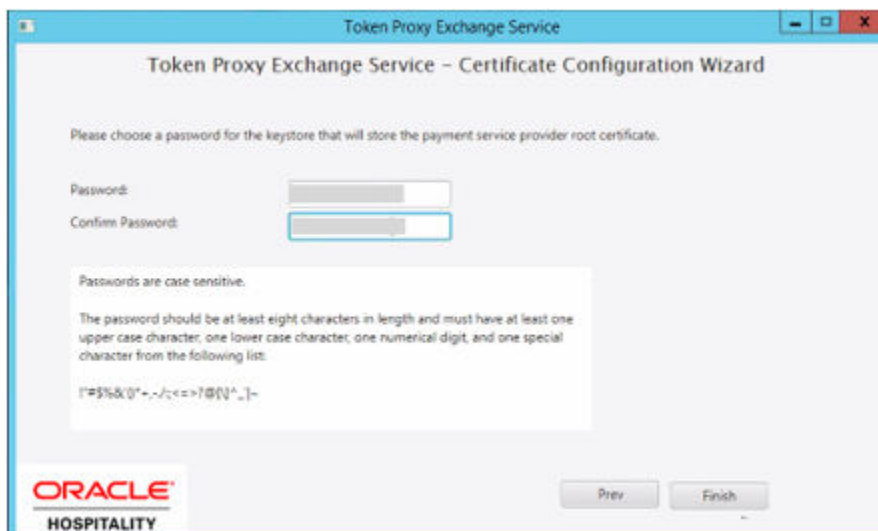 Token Proxy Exchange Service
Token Proxy Exchange Service - Certificate Configuration Wizard
Please choose a password for the keystore that will store the payment service provider root certificate.
Password:
Confirm Password:
Passwords are case sensitive.
The password should be at least eight characters in length and must have at least one
upper case character, one lower case character, one numerical digit, and one special
character from the following list:
Prev
Finish
ORACLE
HOSPITALITY